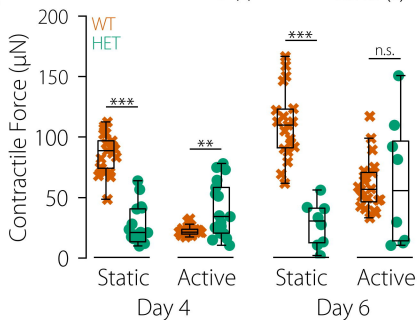 200
WT
HET
***
n.s.
150
***
**
100
50
0
Contractile Force (µN)
Static Active Static Active
Day 4 Day 6